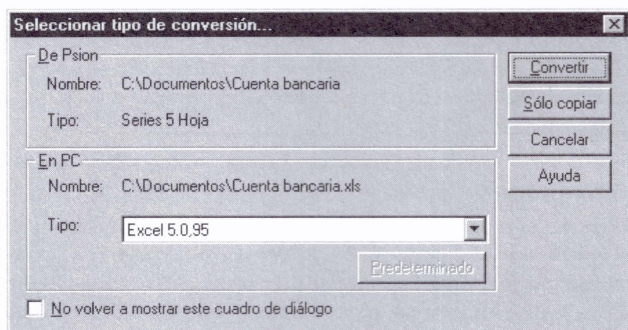 Seleccionar tipo de conversión...
De Psion
Nombre: C:\Documentos\Cuenta bancaria
Tipo: Series 5 Hoja
En PC
Nombre: C:\Documentos\Cuenta bancaria.xls
Tipo: Excel 5.0,95
Predeterminado
No volver a mostrar este cuadro de diálogo
Convertir
Sólo copiar
Cancelar
Ayuda